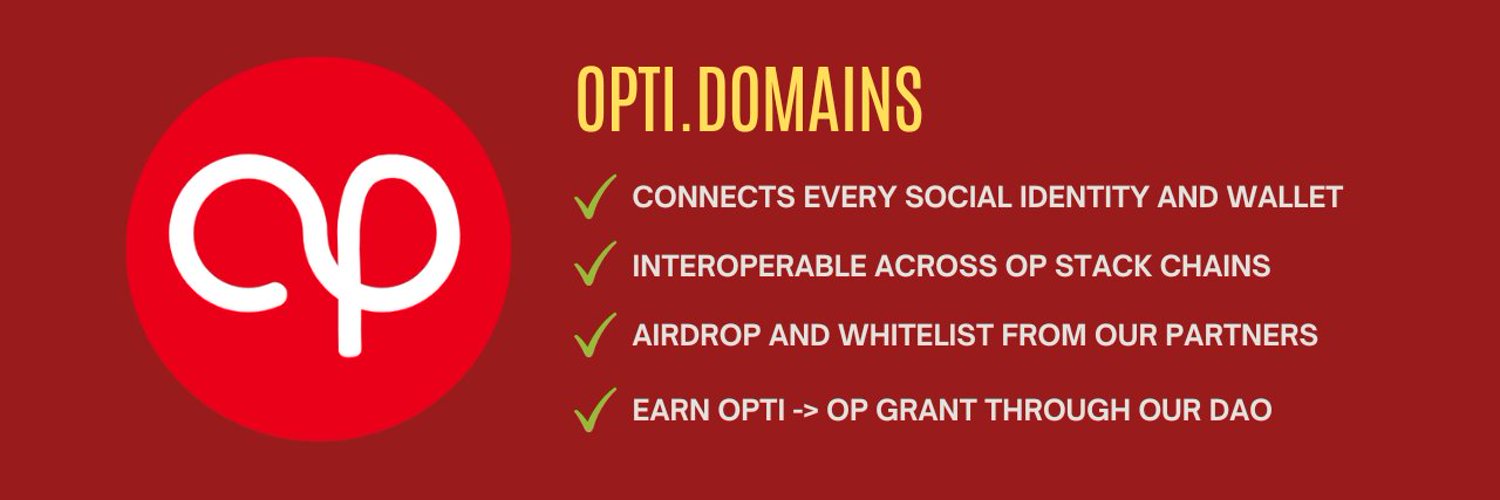 OPTI.DOMAINS
CONNECTS EVERY SOCIAL IDENTITY AND WALLET
INTEROPERABLE ACROSS OP STACK CHAINS
AIRDROP AND WHITELIST FROM OUR PARTNERS
EARN OPTI -> OP GRANT THROUGH OUR DAO